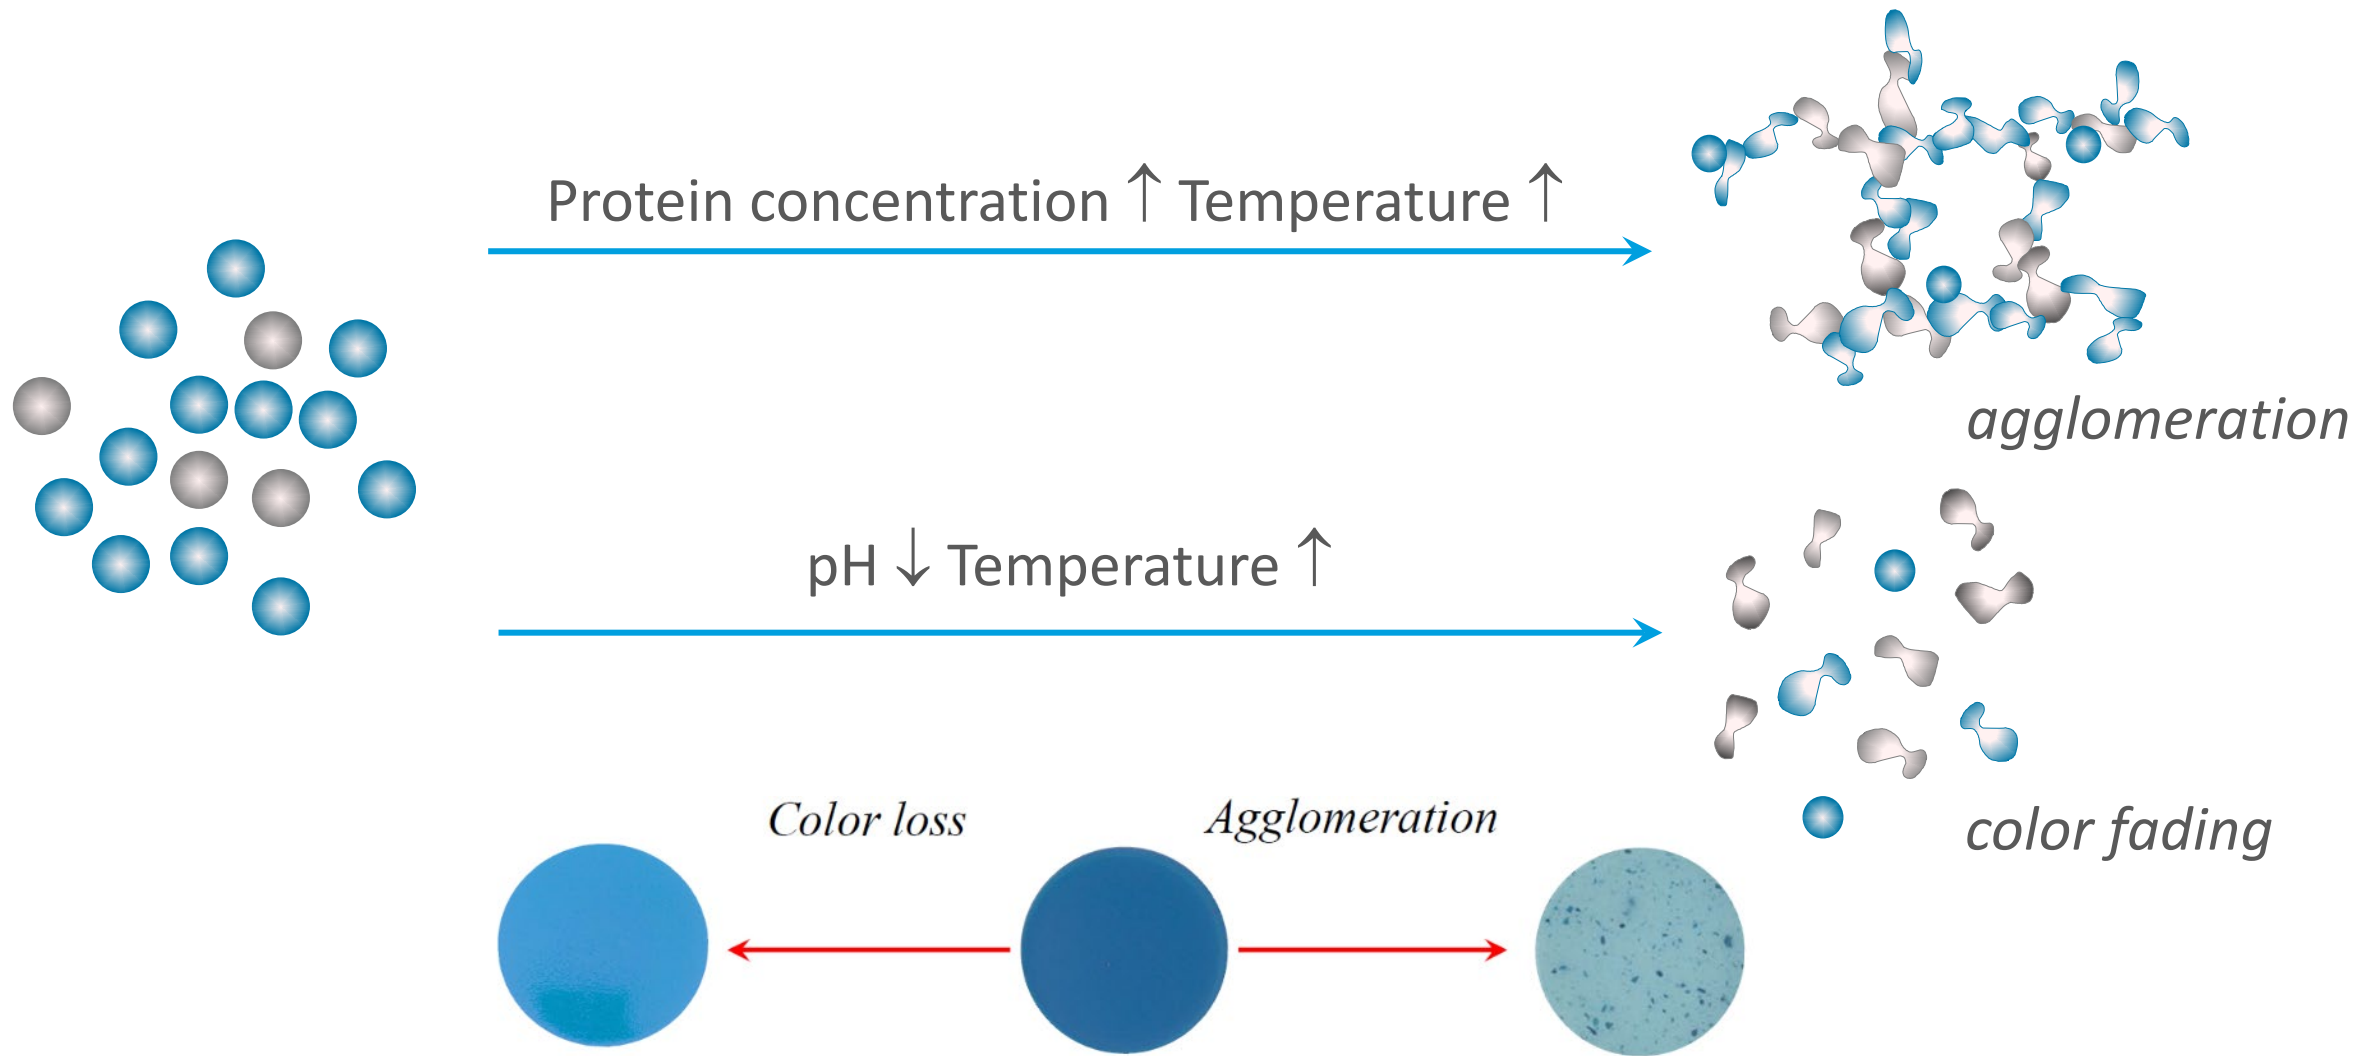 Protein concentration ↑ Temperature ↑
agglomeration
pH ↓ Temperature ↑
color fading
Color loss
Agglomeration